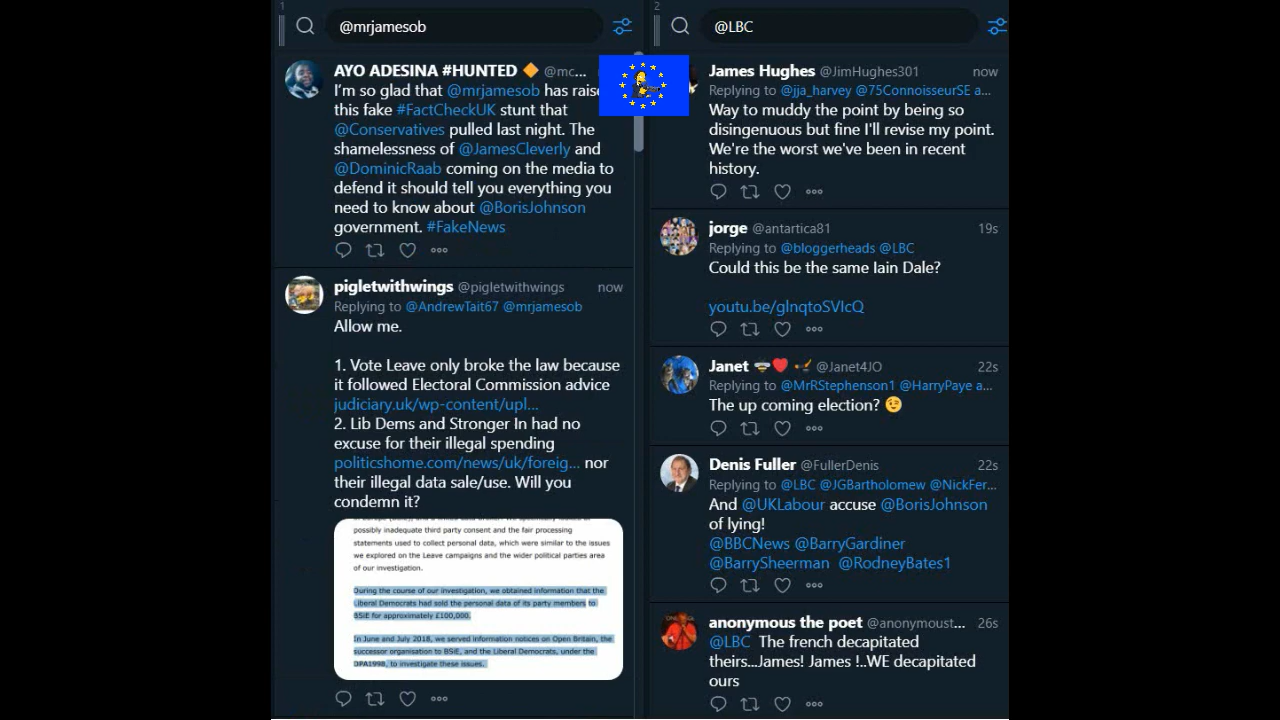 1
@mrjamesob
AYO ADESINA #HUNTED @mc...
I'm so glad that @mrjamesob has raise
this fake #FactCheckUK stunt that
@Conservatives pulled last night. The
shamelessness of @JamesCleverly and
@DominicRaab coming on the media to
defend it should tell you everything you
need to know about @BorisJohnson
government. #FakeNews
pigletwithwings @pigletwithwings now
Replying to @AndrewTait67 @mrjamesob
Allow me.
1. Vote Leave only broke the law because
it followed Electoral Commission advice
judiciary.uk/wp-content/upl...
2. Lib Dems and Stronger In had no
excuse for their illegal spending
politicshome.com/news/uk/foreig... nor
their illegal data sale/use. Will you
condemn it?
possibly inadequate third party consent and the fair processing
statements used to collect personal data, which were similar to the issues
we explored on the Leave campaigns and the wider political parties area
of our investigation.
During the course of our investigation, we obtained information that the
Liberal Democrats had sold the personal data of its party members to
BSiE for approximately £100,000.
In June and July 2018, we served information notices on Open Britain, the
successor organisation to BSiE, and the Liberal Democrats, under the
DPA1998, to investigate these issues.
2
@LBC
James Hughes @JimHughes301 now
Replying to @jja_harvey @75ConnoisseurSE a...
Way to muddy the point by being so
disingenuous but fine I'll revise my point.
We're the worst we've been in recent
history.
jorge @antartica81 19s
Replying to @bloggerheads @LBC
Could this be the same Iain Dale?
youtu.be/glnqtoSVIcQ
Janet @Janet4JO 22s
Replying to @MrRStephenson1 @HarryPaye a...
The up coming election?
Denis Fuller @FullerDenis 22s
Replying to @LBC @JGBartholomew @NickFer...
And @UKLabour accuse @BorisJohnson
of lying!
@BBCNews @BarryGardiner
@BarrySheerman @RodneyBates1
anonymous the poet @anonymoust... 26s
@LBC The french decapitated
theirs...James dunks !..WE decapitated
ours